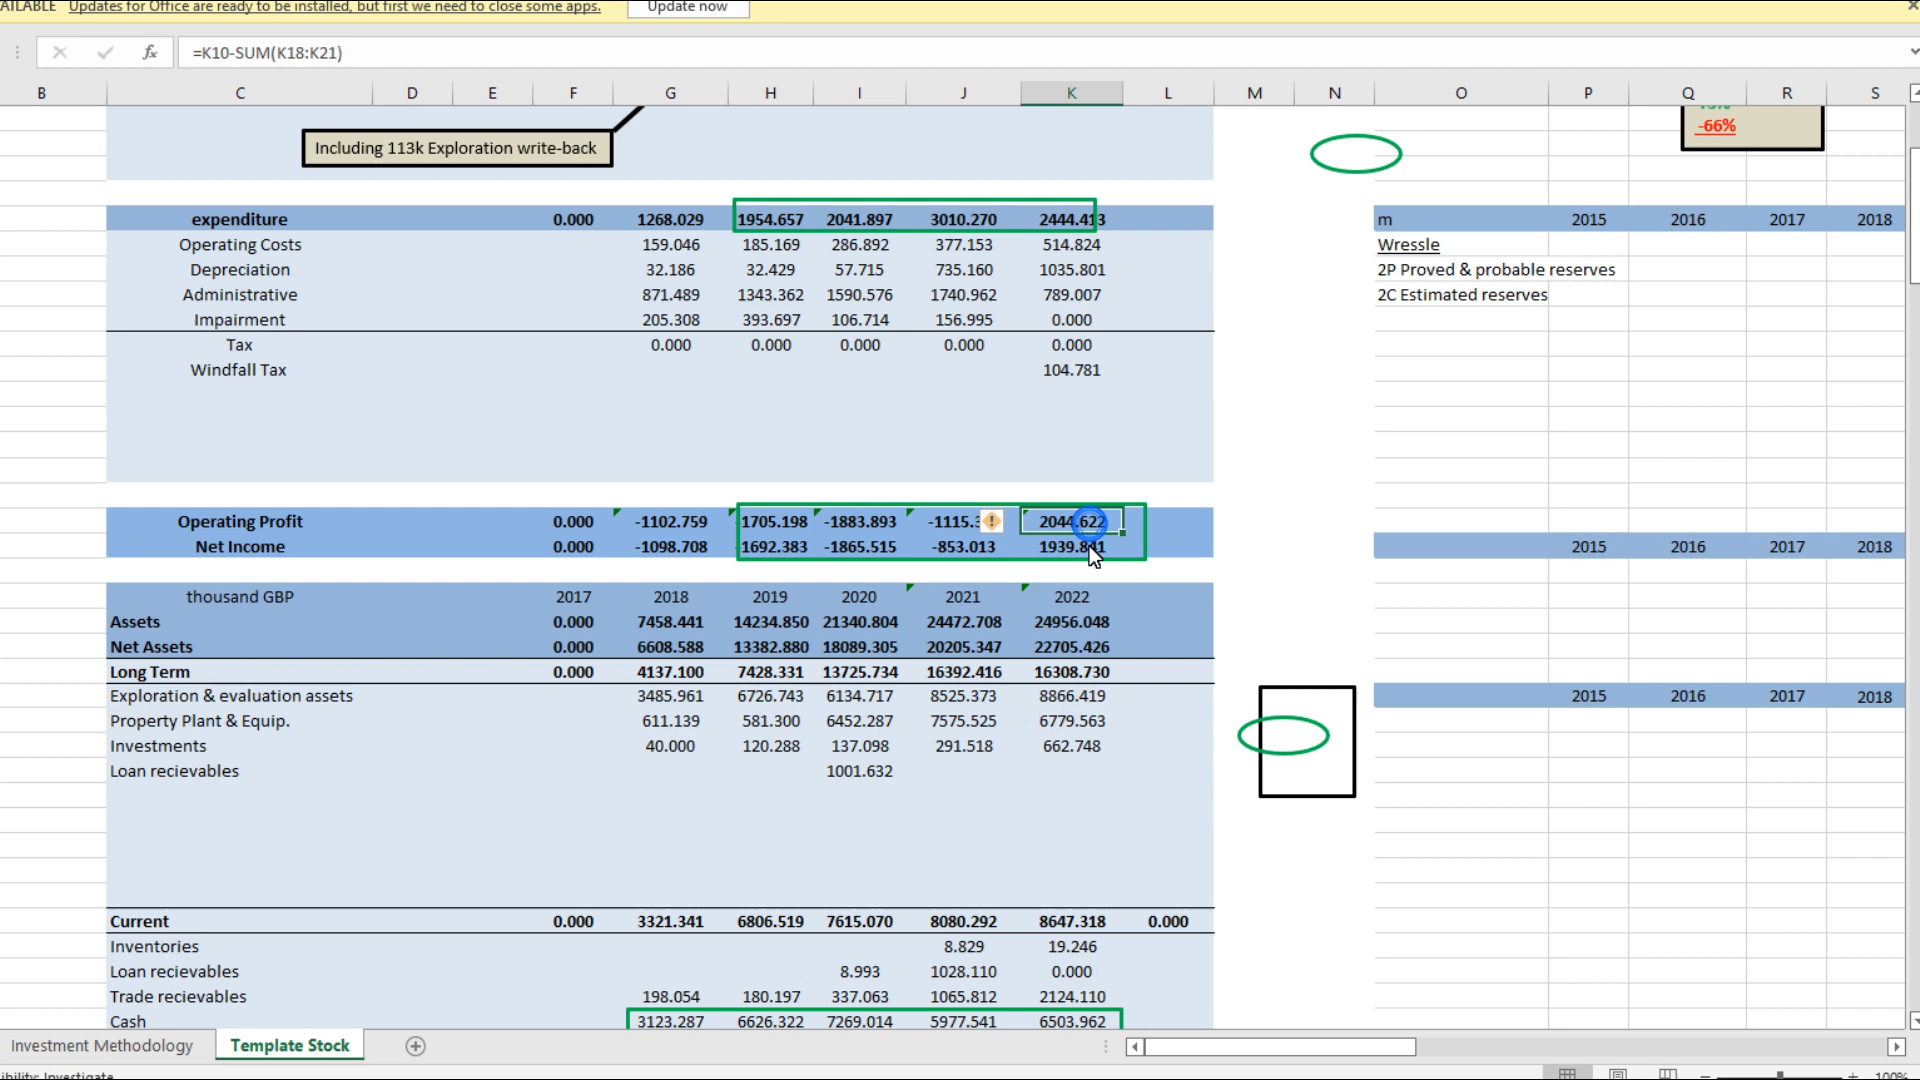 AILABLE Updates for Office are ready to be installed, but first we need to close some apps. Update now
fx =K10-SUM(K18:K21)
B C D E F G H I J K L M N O P Q R S
-66%
Including 113k Exploration write-back
expenditure 0.000 1268.029 1954.657 2041.897 3010.270 2444.413 m 2015 2016 2017 2018
Operating Costs 159.046 185.169 286.892 377.153 514.824 Wressle
Depreciation 32.186 32.429 57.715 735.160 1035.801 2P Proved & probable reserves
Administrative 871.489 1343.362 1590.576 1740.962 789.007 2C Estimated reserves
Impairment 205.308 393.697 106.714 156.995 0.000
Tax 0.000 0.000 0.000 0.000 0.000
Windfall Tax 104.781
Operating Profit 0.000 -1102.759 1705.198 -1883.893 -1115. 2044.622
Net Income 0.000 -1098.708 1692.383 -1865.515 -853.013 1939.841 2015 2016 2017 2018
thousand GBP 2017 2018 2019 2020 2021 2022
Assets 0.000 7458.441 14234.850 21340.804 24472.708 24956.048
Net Assets 0.000 6608.588 13382.880 18089.305 20205.347 22705.426
Long Term 0.000 4137.100 7428.331 13725.734 16392.416 16308.730
Exploration & evaluation assets 3485.961 6726.743 6134.717 8525.373 8866.419 2015 2016 2017 2018
Property Plant & Equip. 611.139 581.300 6452.287 7575.525 6779.563
Investments 40.000 120.288 137.098 291.518 662.748
Loan recievables 1001.632
Current 0.000 3321.341 6806.519 7615.070 8080.292 8647.318 0.000
Inventories 8.829 19.246
Loan recievables 8.993 1028.110 0.000
Trade recievables 198.054 180.197 337.063 1065.812 2124.110
Cash 3123.287 6626.322 7269.014 5977.541 6503.962
Investment Methodology Template Stock
ibility: Investigate 100%